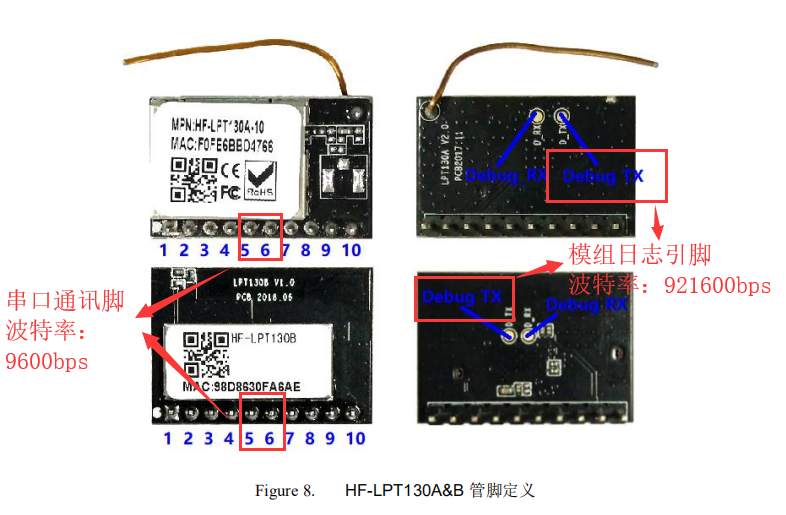 MPN:HF-LPT130A-10
MAC:F0FE6BBD4766
CE
FC
RoHS
1 2 3 4 5 6 7 8 9 10
LPT130A V2.0
PCB2017.11
D_RX
D_TX
Debug RX
Debug TX
模组日志引脚
波特率：921600bps
串口通讯脚
波特率：
9600bps
LPT130B V1.0
PCB 2018.06
HF-LPT130B
MAC:98D8630FA6AE
1 2 3 4 5 6 7 8 9 10
Debug TX
Debug RX
Figure 8. HF-LPT130A&B 管脚定义